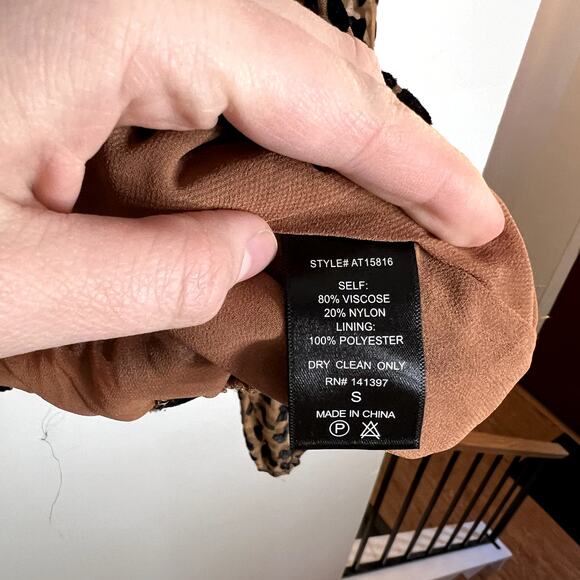 STYLE# AT15816
SELF:
80% VISCOSE
20% NYLON
LINING:
100% POLYESTER
DRY CLEAN ONLY
RN# 141397
S
MADE IN CHINA
P